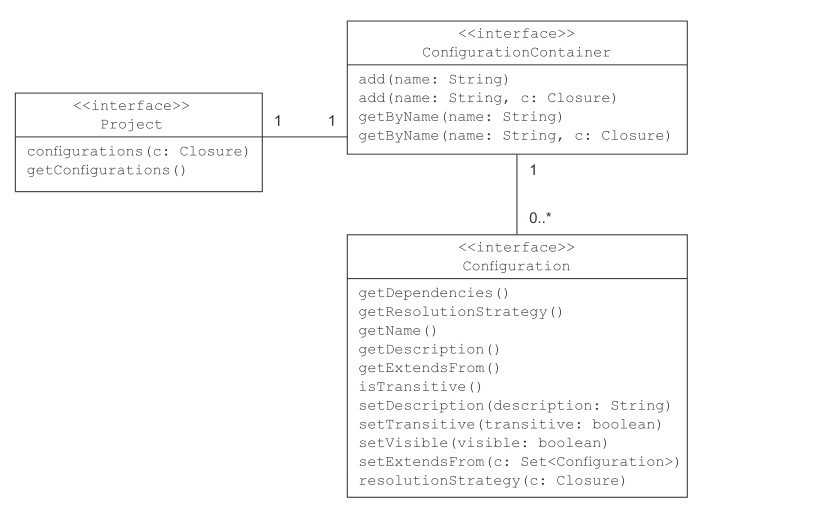 <<interface>>
ConfigurationContainer
add(name: String)
add(name: String, c: Closure)
getByName(name: String)
getByName(name: String, c: Closure)
<<interface>>
Project
configurations(c: Closure)
getConfigurations()
1
1
1
0..*
<<interface>>
Configuration
getDependencies()
getResolutionStrategy()
getName()
getDescription()
getExtendsFrom()
isTransitive()
setDescription(description: String)
setTransitive(transitive: boolean)
setVisible(visible: boolean)
setExtendsFrom(c: Set<Configuration>)
resolutionStrategy(c: Closure)